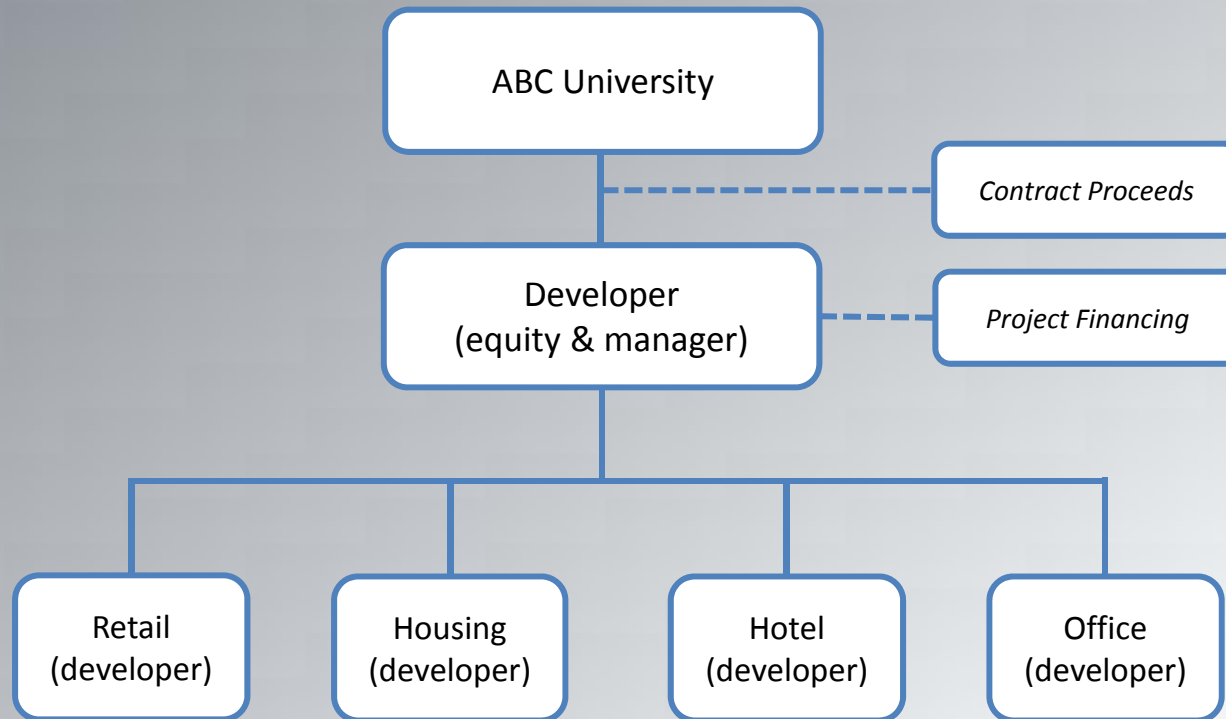 ABC University
Contract Proceeds
Developer
(equity & manager)
Project Financing
Retail
(developer)
Housing
(developer)
Hotel
(developer)
Office
(developer)